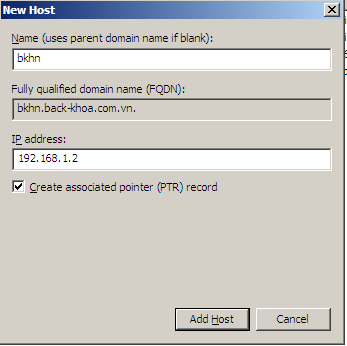 New Host
Name (uses parent domain name if blank):
bkhn
Fully qualified domain name (FQDN):
bkhn.back-khoa.com.vn.
IP address:
192.168.1.2
Create associated pointer (PTR) record
Add Host
Cancel